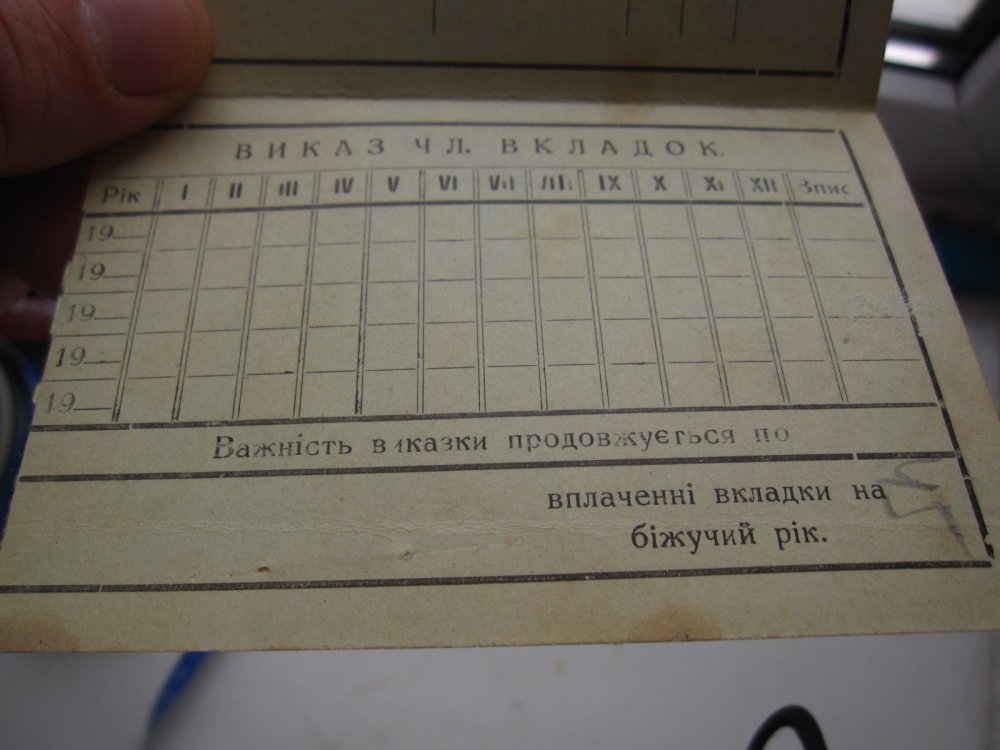 ВИКАЗ ЧЛ. ВКЛАДОК.
Рік I II III IV V VI VII VIII IX X XI XII Зпис
19
19
19
19
19
Важність виказки продовжується по
вплаченні вкладки на
біжучий рік.